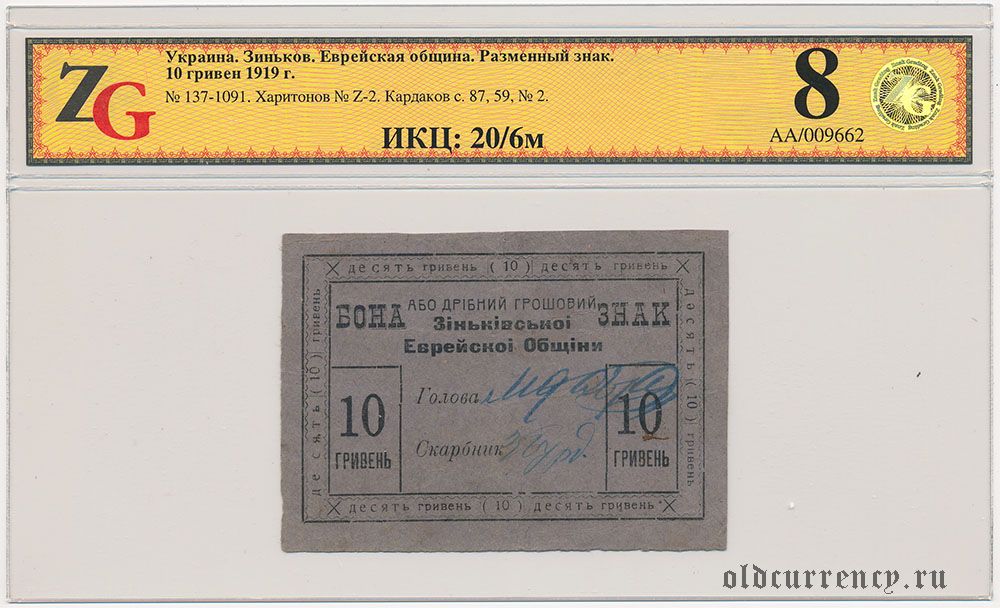 ZG
Украина. Зиньков. Еврейская община. Разменный знак.
10 гривен 1919 г.
№ 137-1091. Харитонов № Z-2. Кардаков с. 87, 59, № 2.
ИКЦ: 20/6м
8
AA/009662
десять гривень (10) десять гривень
БОНА АБО ДРІБНИЙ ГРОШОВИЙ ЗНАК
Зіньківської
Еврейскої Общіни
десять (10) гривень
десять (10) гривень
10
ГРИВЕНЬ
Голова
Скарбник
10
ГРИВЕНЬ
десять гривень (10) десять гривень
oldcurrency.ru